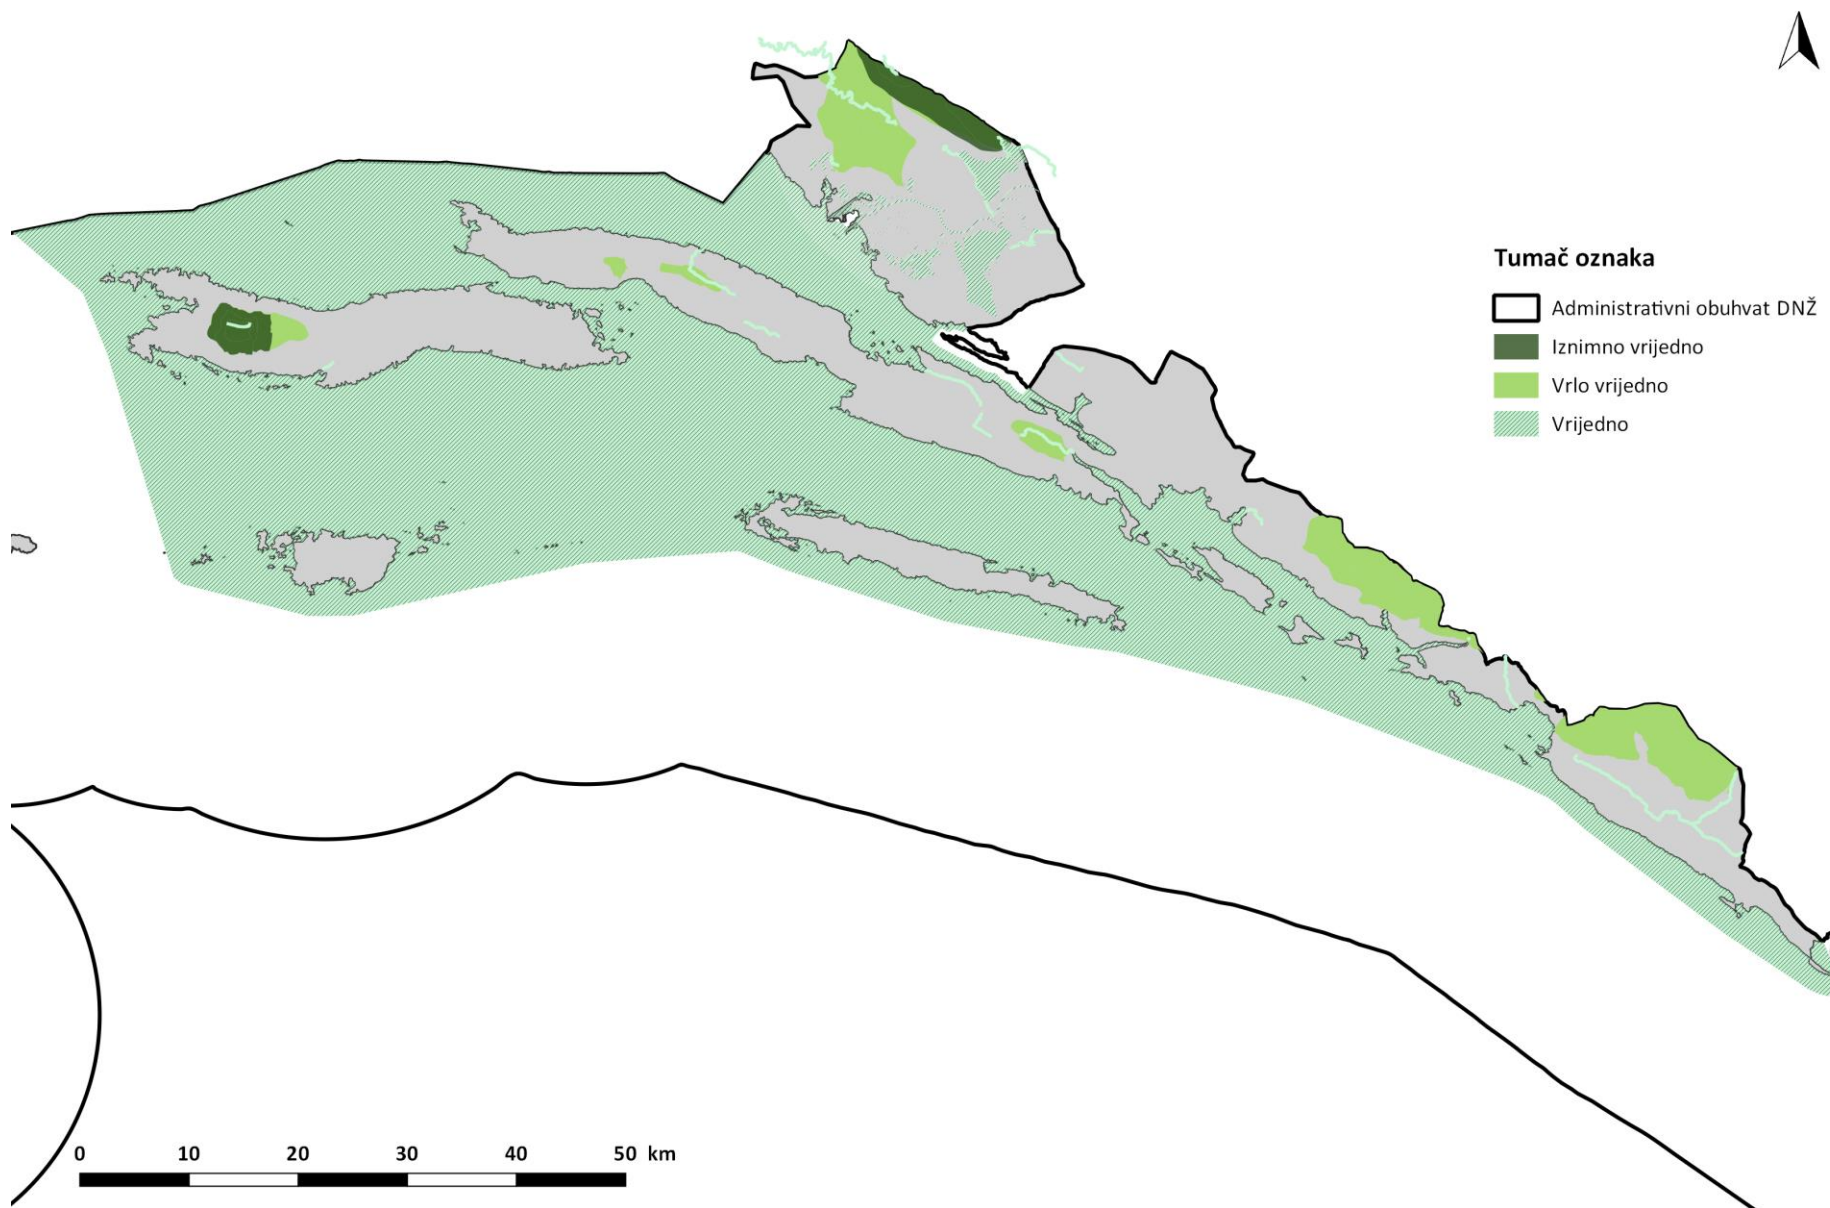 Tumač oznaka
Administrativni obuhvat DNŽ
Iznimno vrijedno
Vrlo vrijedno
Vrijedno
0 10 20 30 40 50 km